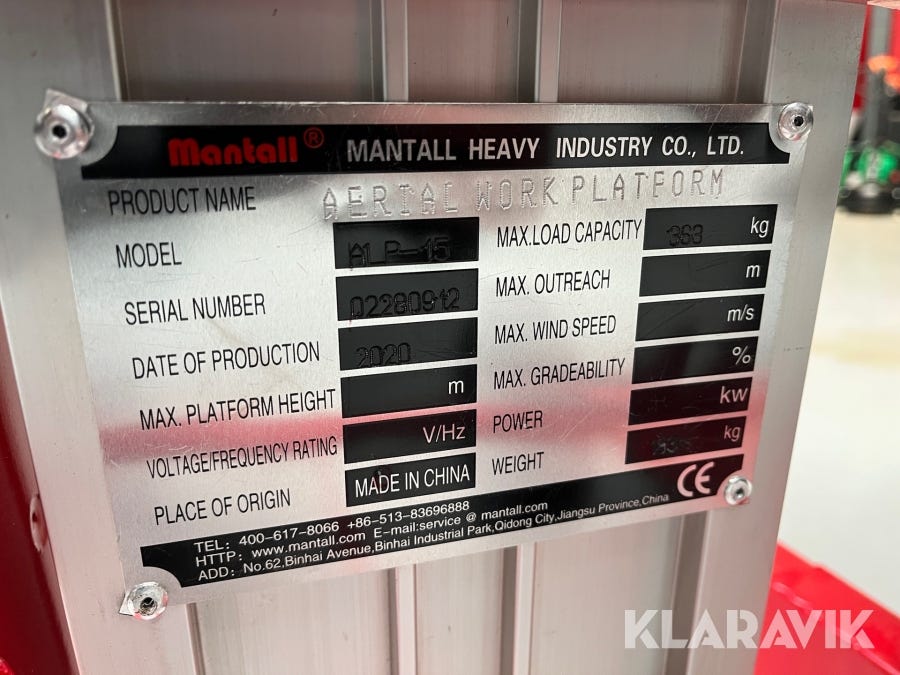 Mantall® MANTALL HEAVY INDUSTRY CO., LTD.
PRODUCT NAME AERIAL WORK PLATFORM
MODEL ALP-15
MAX.LOAD CAPACITY 363 kg
SERIAL NUMBER 02280912
MAX. OUTREACH m
DATE OF PRODUCTION 2020
MAX. WIND SPEED m/s
MAX. PLATFORM HEIGHT m
MAX. GRADEABILITY %
VOLTAGE/FREQUENCY RATING V/Hz
POWER kw
PLACE OF ORIGIN MADE IN CHINA
WEIGHT kg
CE
TEL: 400-617-8066 +86-513-83696888
HTTP: www.mantall.com E-mail:service @ mantall.com
ADD: No.62,Binhai Avenue,Binhai Industrial Park,Qidong City,Jiangsu Province,China
KLARAVIK